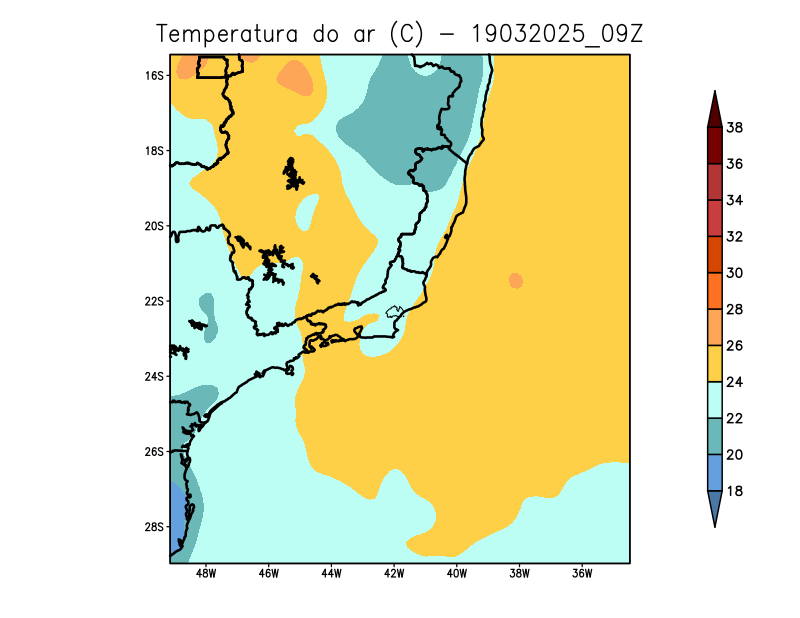 Temperatura do ar (C) – 19032025_09Z
16S
18S
20S
22S
24S
26S
28S
48W 46W 44W 42W 40W 38W 36W
38
36
34
32
30
28
26
24
22
20
18